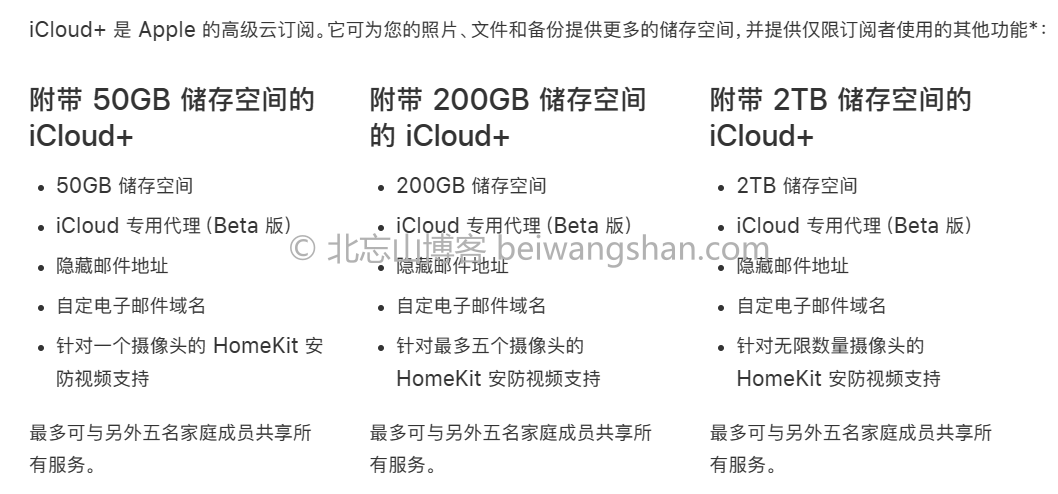 iCloud+ 是 Apple 的高级云订阅。它可为您的照片、文件和备份提供更多的储存空间，并提供仅限订阅者使用的其他功能*：
附带 50GB 储存空间的
iCloud+
• 50GB 储存空间
• iCloud 专用代理（Beta 版）
• 隐藏邮件地址
• 自定电子邮件域名
• 针对一个摄像头的 HomeKit 安
防视频支持
最多可与另外五名家庭成员共享所
有服务。
附带 200GB 储存空间
的 iCloud+
• 200GB 储存空间
• iCloud 专用代理（Beta 版）
• 隐藏邮件地址
• 自定电子邮件域名
• 针对最多五个摄像头的
HomeKit 安防视频支持
最多可与另外五名家庭成员共享所
有服务。
附带 2TB 储存空间的
iCloud+
• 2TB 储存空间
• iCloud 专用代理（Beta 版）
• 隐藏邮件地址
• 自定电子邮件域名
• 针对无限数量摄像头的
HomeKit 安防视频支持
最多可与另外五名家庭成员共享所
有服务。
© 北忘山博客 beiwangshan.com